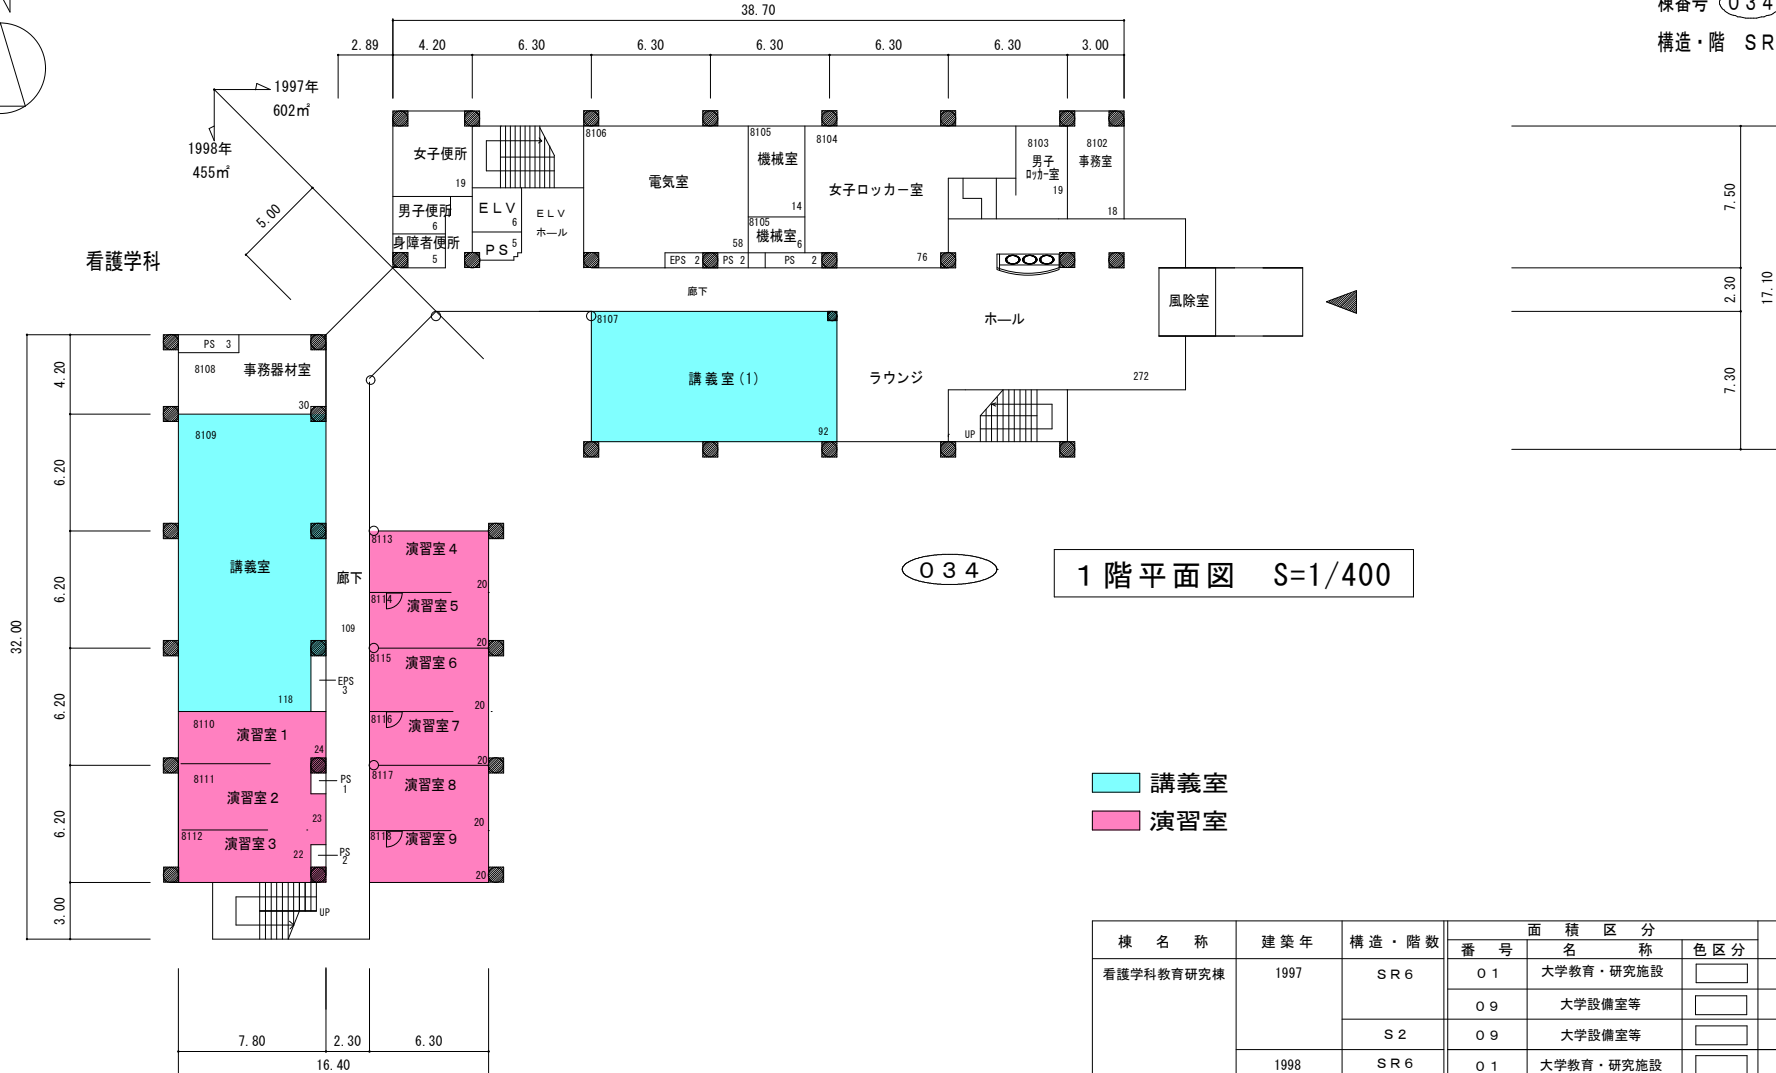 N
棟番号 034
構造・階 SR
38.70
2.89 4.20 6.30 6.30 6.30 6.30 6.30 3.00
1997年
602㎡
1998年
455㎡
5.00
看護学科
女子便所
19
男子便所
6
身障者便所
5
ELV
6
PS 5
ELV
ホール
8106
電気室
58
EPS 2
PS 2
PS 2
8105
機械室
14
8105
機械室
6
8104
女子ロッカー室
76
8103
男子
ロッカー室
19
8102
事務室
18
廊下
ホール
風除室
8107
講義室(1)
92
ラウンジ
272
UP
7.50
2.30
7.30
17.10
PS 3
8108
事務器材室
30
8109
講義室
118
廊下
109
EPS
3
8110
演習室1
24
8111
演習室2
23
8112
演習室3
22
PS
1
PS
2
UP
8113
演習室4
20
8114
演習室5
20
8115
演習室6
20
8116
演習室7
20
8117
演習室8
20
8118
演習室9
20
4.20
6.20
6.20
6.20
6.20
3.00
32.00
7.80 2.30 6.30
16.40
034
1階平面図 S=1/400
講義室
演習室
棟名称 建築年 構造・階数 面積区分
番号 名称 色区分
看護学科教育研究棟 1997 SR6 01 大学教育・研究施設
09 大学設備室等
S2 09 大学設備室等
1998 SR6 01 大学教育・研究施設